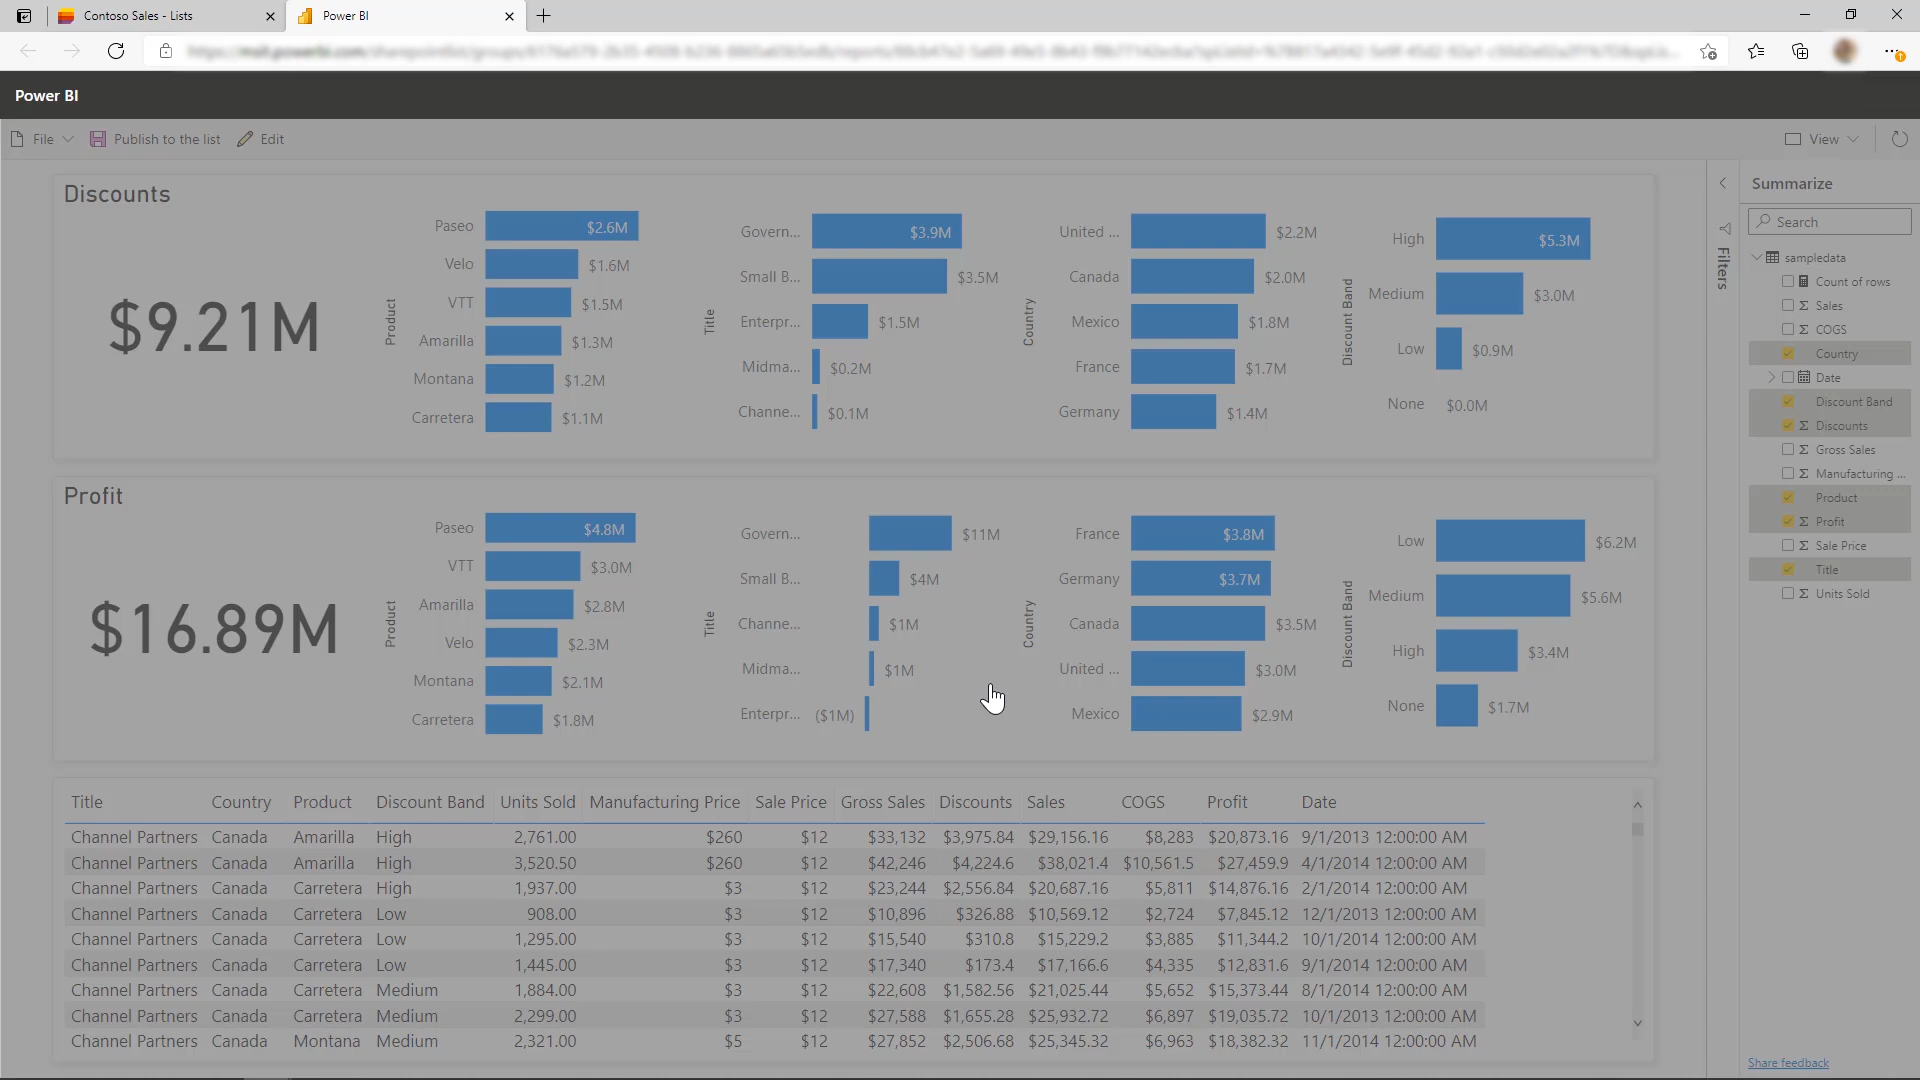 Contoso Sales - Lists
Power BI
Power BI
File
Publish to the list
Edit
View
Discounts
$9.21M
Product
Paseo $2.6M
Velo $1.6M
VTT $1.5M
Amarilla $1.3M
Montana $1.2M
Carretera $1.1M
Title
Govern... $3.9M
Small B... $3.5M
Enterpr... $1.5M
Midma... $0.2M
Channe... $0.1M
Country
United ... $2.2M
Canada $2.0M
Mexico $1.8M
France $1.7M
Germany $1.4M
Discount Band
High $5.3M
Medium $3.0M
Low $0.9M
None $0.0M
Profit
$16.89M
Product
Paseo $4.8M
VTT $3.0M
Amarilla $2.8M
Velo $2.3M
Montana $2.1M
Carretera $1.8M
Title
Govern... $11M
Small B... $4M
Channe... $1M
Midma... $1M
Enterpr... ($1M)
Country
France $3.8M
Germany $3.7M
Canada $3.5M
United ... $3.0M
Mexico $2.9M
Discount Band
Low $6.2M
Medium $5.6M
High $3.4M
None $1.7M
Title Country Product Discount Band Units Sold Manufacturing Price Sale Price Gross Sales Discounts Sales COGS Profit Date
Channel Partners Canada Amarilla High 2,761.00 $260 $12 $33,132 $3,975.84 $29,156.16 $8,283 $20,873.16 9/1/2013 12:00:00 AM
Channel Partners Canada Amarilla High 3,520.50 $260 $12 $42,246 $4,224.6 $38,021.4 $10,561.5 $27,459.9 4/1/2014 12:00:00 AM
Channel Partners Canada Carretera High 1,937.00 $3 $12 $23,244 $2,556.84 $20,687.16 $5,811 $14,876.16 2/1/2014 12:00:00 AM
Channel Partners Canada Carretera Low 908.00 $3 $12 $10,896 $326.88 $10,569.12 $2,724 $7,845.12 12/1/2013 12:00:00 AM
Channel Partners Canada Carretera Low 1,295.00 $3 $12 $15,540 $310.8 $15,229.2 $3,885 $11,344.2 10/1/2014 12:00:00 AM
Channel Partners Canada Carretera Low 1,445.00 $3 $12 $17,340 $173.4 $17,166.6 $4,335 $12,831.6 9/1/2014 12:00:00 AM
Channel Partners Canada Carretera Medium 1,884.00 $3 $12 $22,608 $1,582.56 $21,025.44 $5,652 $15,373.44 8/1/2014 12:00:00 AM
Channel Partners Canada Carretera Medium 2,299.00 $3 $12 $27,588 $1,655.28 $25,932.72 $6,897 $19,035.72 10/1/2013 12:00:00 AM
Channel Partners Canada Montana Medium 2,321.00 $5 $12 $27,852 $2,506.68 $25,345.32 $6,963 $18,382.32 11/1/2014 12:00:00 AM
Filters
Summarize
Search
sampledata
Count of rows
Σ Sales
Σ COGS
Country
Date
Discount Band
Σ Discounts
Σ Gross Sales
Σ Manufacturing ...
Product
Σ Profit
Σ Sale Price
Title
Σ Units Sold
Share feedback